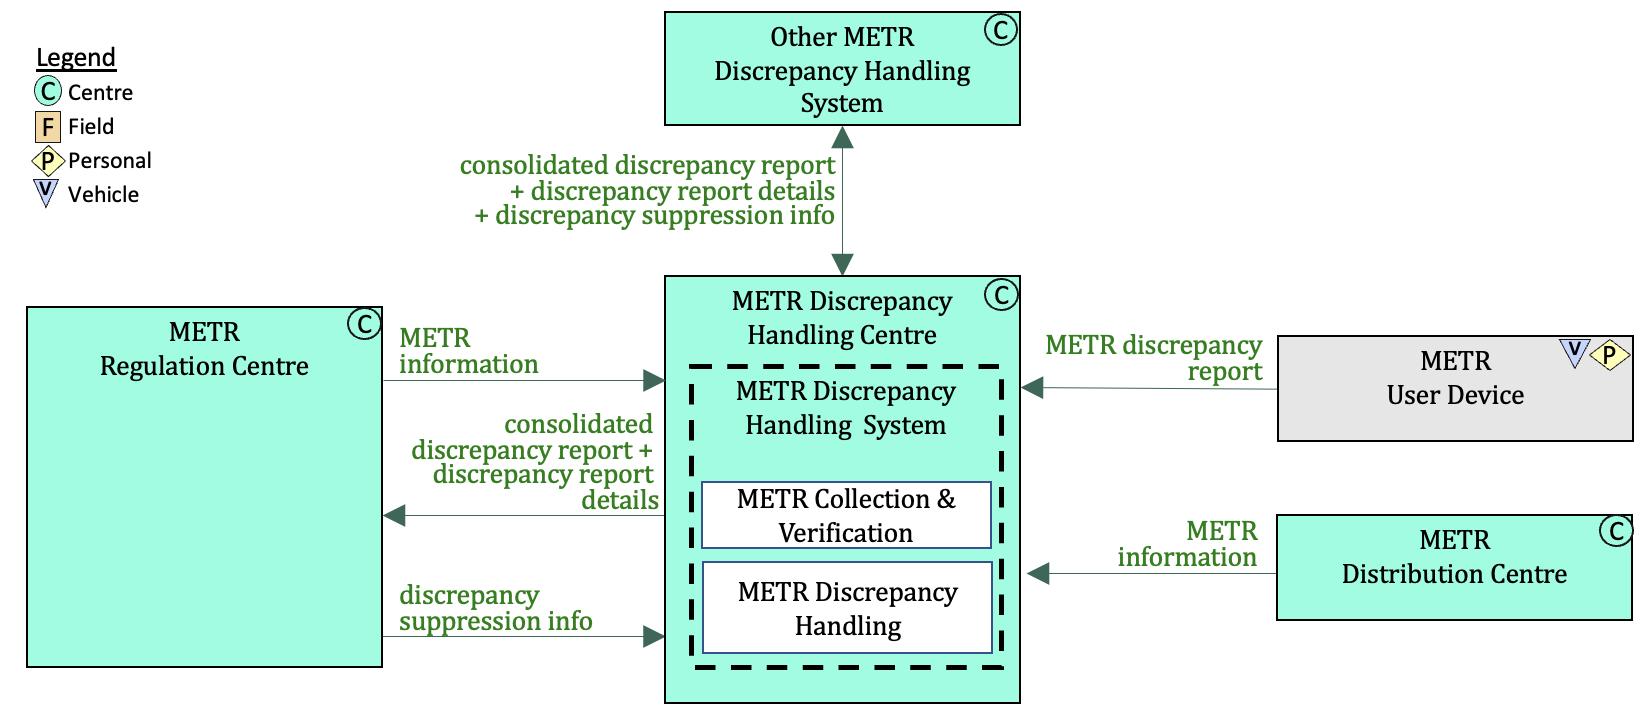 Legend
C Centre
F Field
P Personal
V Vehicle
Other METR
Discrepancy Handling
System
C
consolidated discrepancy report
+ discrepancy report details
+ discrepancy suppression info
METR
Regulation Centre
C
METR
information
consolidated
discrepancy report +
discrepancy report
details
discrepancy
suppression info
METR Discrepancy
Handling Centre
C
METR Discrepancy
Handling System
METR Collection &
Verification
METR Discrepancy
Handling
METR discrepancy
report
METR
User Device
V P
METR
information
METR
Distribution Centre
C